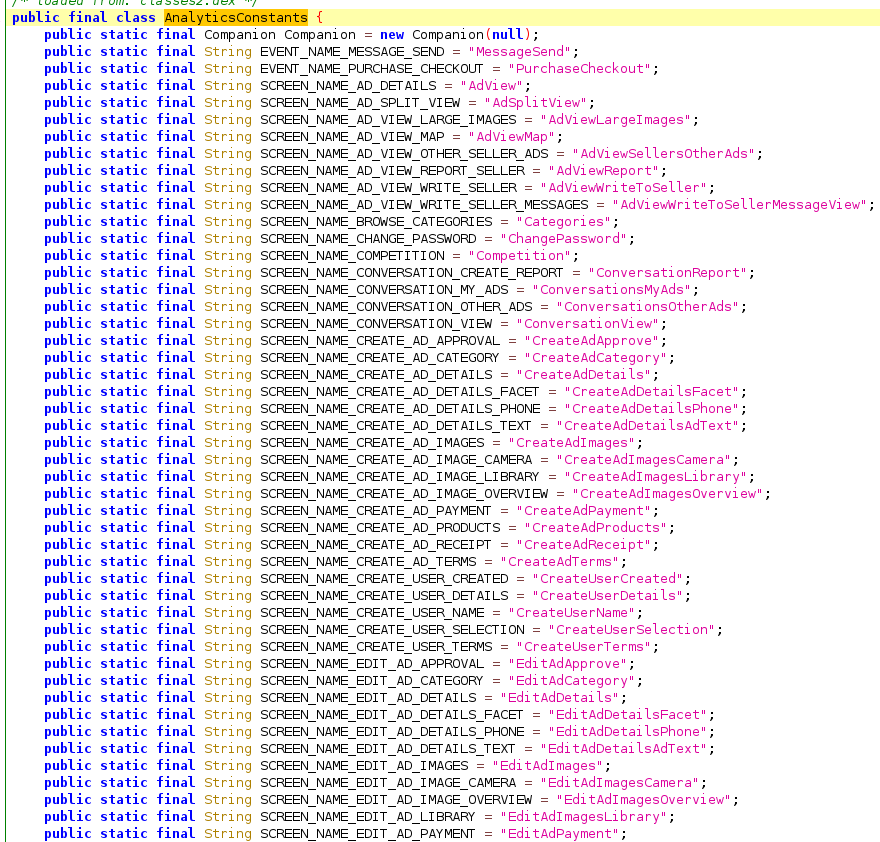 /* loaded from: classes2.dex */
public final class AnalyticsConstants {
    public static final Companion Companion = new Companion(null);
    public static final String EVENT_NAME_MESSAGE_SEND = "MessageSend";
    public static final String EVENT_NAME_PURCHASE_CHECKOUT = "PurchaseCheckout";
    public static final String SCREEN_NAME_AD_DETAILS = "AdView";
    public static final String SCREEN_NAME_AD_SPLIT_VIEW = "AdSplitView";
    public static final String SCREEN_NAME_AD_VIEW_LARGE_IMAGES = "AdViewLargeImages";
    public static final String SCREEN_NAME_AD_VIEW_MAP = "AdViewMap";
    public static final String SCREEN_NAME_AD_VIEW_OTHER_SELLER_ADS = "AdViewSellersOtherAds";
    public static final String SCREEN_NAME_AD_VIEW_REPORT_SELLER = "AdViewReport";
    public static final String SCREEN_NAME_AD_VIEW_WRITE_SELLER = "AdViewWriteToSeller";
    public static final String SCREEN_NAME_AD_VIEW_WRITE_SELLER_MESSAGES = "AdViewWriteToSellerMessageView";
    public static final String SCREEN_NAME_BROWSE_CATEGORIES = "Categories";
    public static final String SCREEN_NAME_CHANGE_PASSWORD = "ChangePassword";
    public static final String SCREEN_NAME_COMPETITION = "Competition";
    public static final String SCREEN_NAME_CONVERSATION_CREATE_REPORT = "ConversationReport";
    public static final String SCREEN_NAME_CONVERSATION_MY_ADS = "ConversationsMyAds";
    public static final String SCREEN_NAME_CONVERSATION_OTHER_ADS = "ConversationsOtherAds";
    public static final String SCREEN_NAME_CONVERSATION_VIEW = "ConversationView";
    public static final String SCREEN_NAME_CREATE_AD_APPROVAL = "CreateAdApprove";
    public static final String SCREEN_NAME_CREATE_AD_CATEGORY = "CreateAdCategory";
    public static final String SCREEN_NAME_CREATE_AD_DETAILS = "CreateAdDetails";
    public static final String SCREEN_NAME_CREATE_AD_DETAILS_FACET = "CreateAdDetailsFacet";
    public static final String SCREEN_NAME_CREATE_AD_DETAILS_PHONE = "CreateAdDetailsPhone";
    public static final String SCREEN_NAME_CREATE_AD_DETAILS_TEXT = "CreateAdDetailsAdText";
    public static final String SCREEN_NAME_CREATE_AD_IMAGES = "CreateAdImages";
    public static final String SCREEN_NAME_CREATE_AD_IMAGE_CAMERA = "CreateAdImagesCamera";
    public static final String SCREEN_NAME_CREATE_AD_IMAGE_LIBRARY = "CreateAdImagesLibrary";
    public static final String SCREEN_NAME_CREATE_AD_IMAGE_OVERVIEW = "CreateAdImagesOverview";
    public static final String SCREEN_NAME_CREATE_AD_PAYMENT = "CreateAdPayment";
    public static final String SCREEN_NAME_CREATE_AD_PRODUCTS = "CreateAdProducts";
    public static final String SCREEN_NAME_CREATE_AD_RECEIPT = "CreateAdReceipt";
    public static final String SCREEN_NAME_CREATE_AD_TERMS = "CreateAdTerms";
    public static final String SCREEN_NAME_CREATE_USER_CREATED = "CreateUserCreated";
    public static final String SCREEN_NAME_CREATE_USER_DETAILS = "CreateUserDetails";
    public static final String SCREEN_NAME_CREATE_USER_NAME = "CreateUserName";
    public static final String SCREEN_NAME_CREATE_USER_SELECTION = "CreateUserSelection";
    public static final String SCREEN_NAME_CREATE_USER_TERMS = "CreateUserTerms";
    public static final String SCREEN_NAME_EDIT_AD_APPROVAL = "EditAdApprove";
    public static final String SCREEN_NAME_EDIT_AD_CATEGORY = "EditAdCategory";
    public static final String SCREEN_NAME_EDIT_AD_DETAILS = "EditAdDetails";
    public static final String SCREEN_NAME_EDIT_AD_DETAILS_FACET = "EditAdDetailsFacet";
    public static final String SCREEN_NAME_EDIT_AD_DETAILS_PHONE = "EditAdDetailsPhone";
    public static final String SCREEN_NAME_EDIT_AD_DETAILS_TEXT = "EditAdDetailsAdText";
    public static final String SCREEN_NAME_EDIT_AD_IMAGES = "EditAdImages";
    public static final String SCREEN_NAME_EDIT_AD_IMAGE_CAMERA = "EditAdImagesCamera";
    public static final String SCREEN_NAME_EDIT_AD_IMAGE_OVERVIEW = "EditAdImagesOverview";
    public static final String SCREEN_NAME_EDIT_AD_LIBRARY = "EditAdImagesLibrary";
    public static final String SCREEN_NAME_EDIT_AD_PAYMENT = "EditAdPayment";